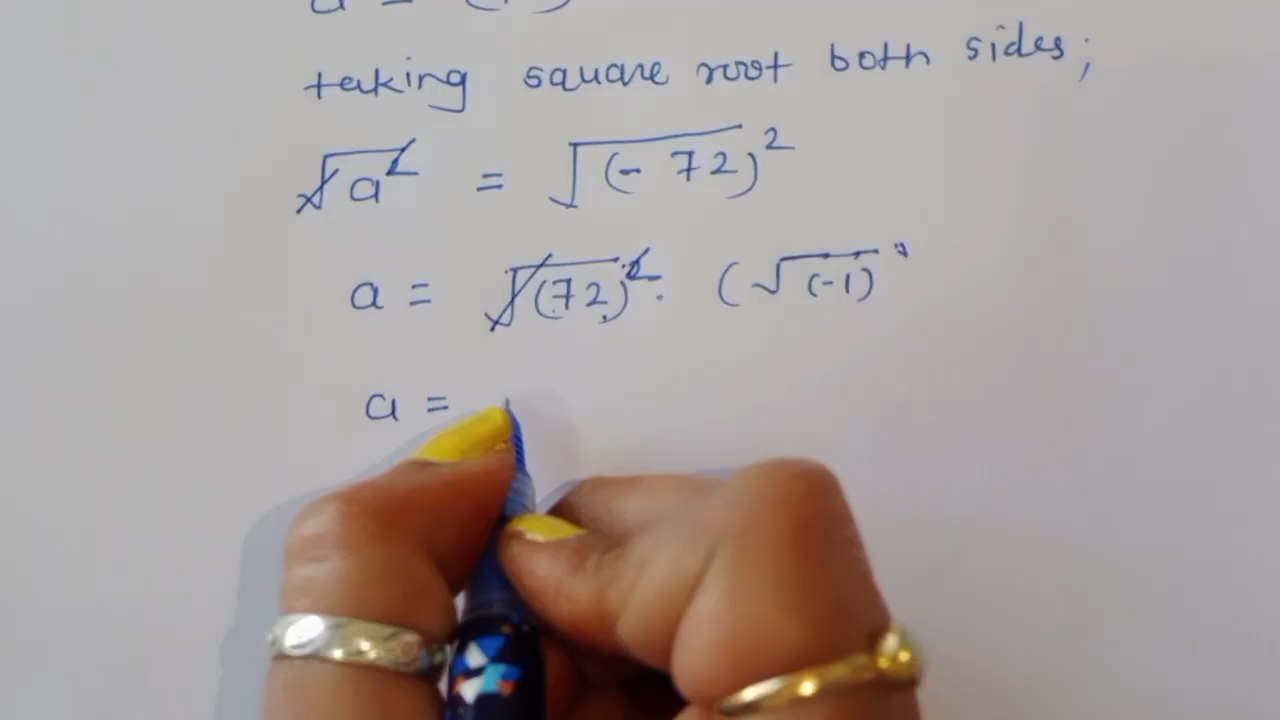 taking square root both sides;
√a² = √(- 72)²
a = √(72)². (√(-1)
a =